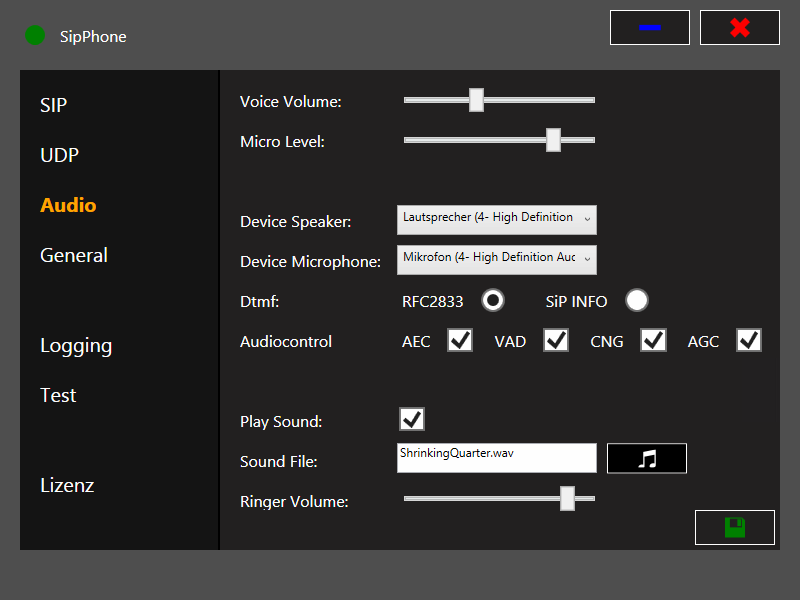 SipPhone
SIP
UDP
Audio
General
Logging
Test
Lizenz
Voice Volume:
Micro Level:
Device Speaker: Lautsprecher (4- High Definition
Device Microphone: Mikrofon (4- High Definition Auc
Dtmf: RFC2833 SiP INFO
Audiocontrol AEC VAD CNG AGC
Play Sound:
Sound File: ShrinkingQuarter.wav
Ringer Volume: